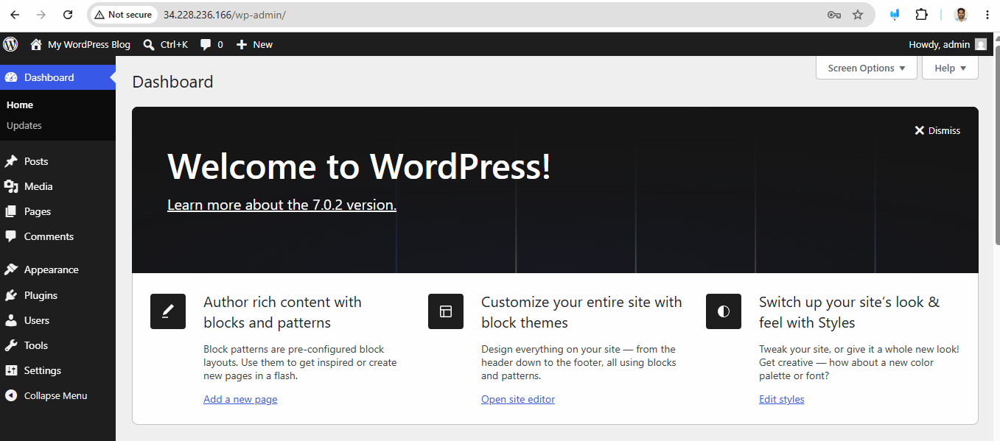 Not secure 34.228.236.166/wp-admin/
My WordPress Blog Ctrl+K 0 New Howdy, admin
Dashboard
Home
Updates
Posts
Media
Pages
Comments
Appearance
Plugins
Users
Tools
Settings
Collapse Menu
Screen Options Help
Dashboard
Dismiss
Welcome to WordPress!
Learn more about the 7.0.2 version.
Author rich content with
blocks and patterns
Block patterns are pre-configured block
layouts. Use them to get inspired or create
new pages in a flash.
Add a new page
Customize your entire site with
block themes
Design everything on your site — from the
header down to the footer, all using blocks
and patterns.
Open site editor
Switch up your site’s look &
feel with Styles
Tweak your site, or give it a whole new look!
Get creative — how about a new color
palette or font?
Edit styles